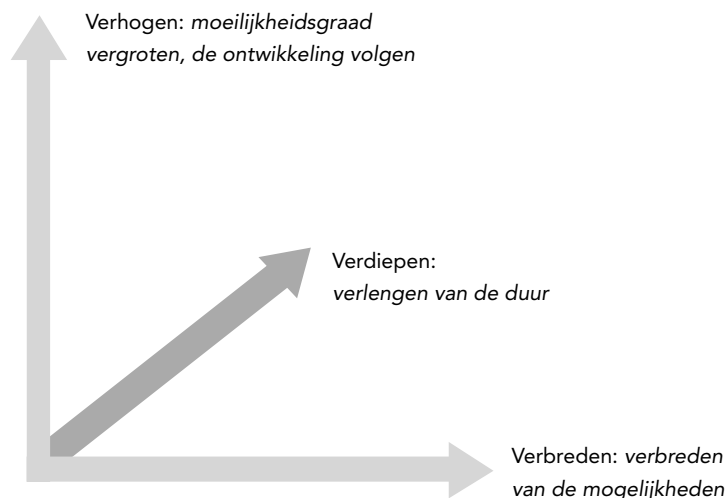 Verhogen: moeilijkheidsgraad
vergroten, de ontwikkeling volgen
Verdiepen:
verlengen van de duur
Verbreden: verbreden
van de mogelijkheden